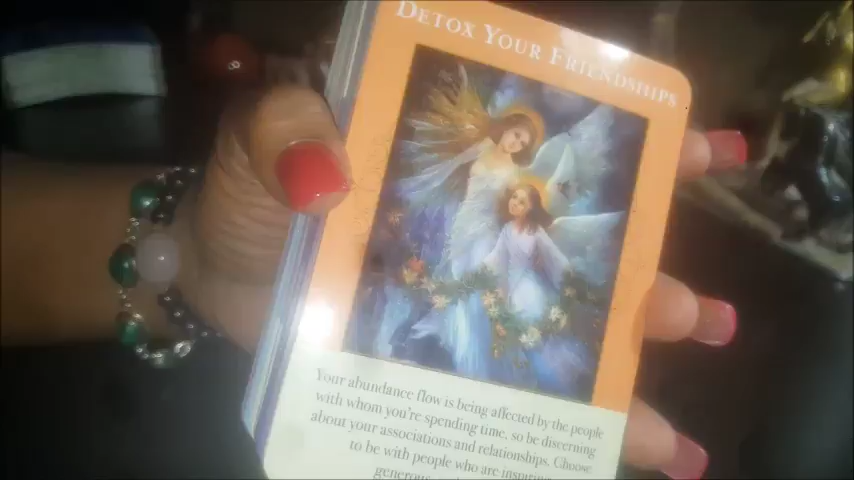 DETOX YOUR FRIENDSHIPS
Your abundance flow is being affected by the people
with whom you're spending time, so be discerning
about your associations and relationships. Choose
to be with people who are